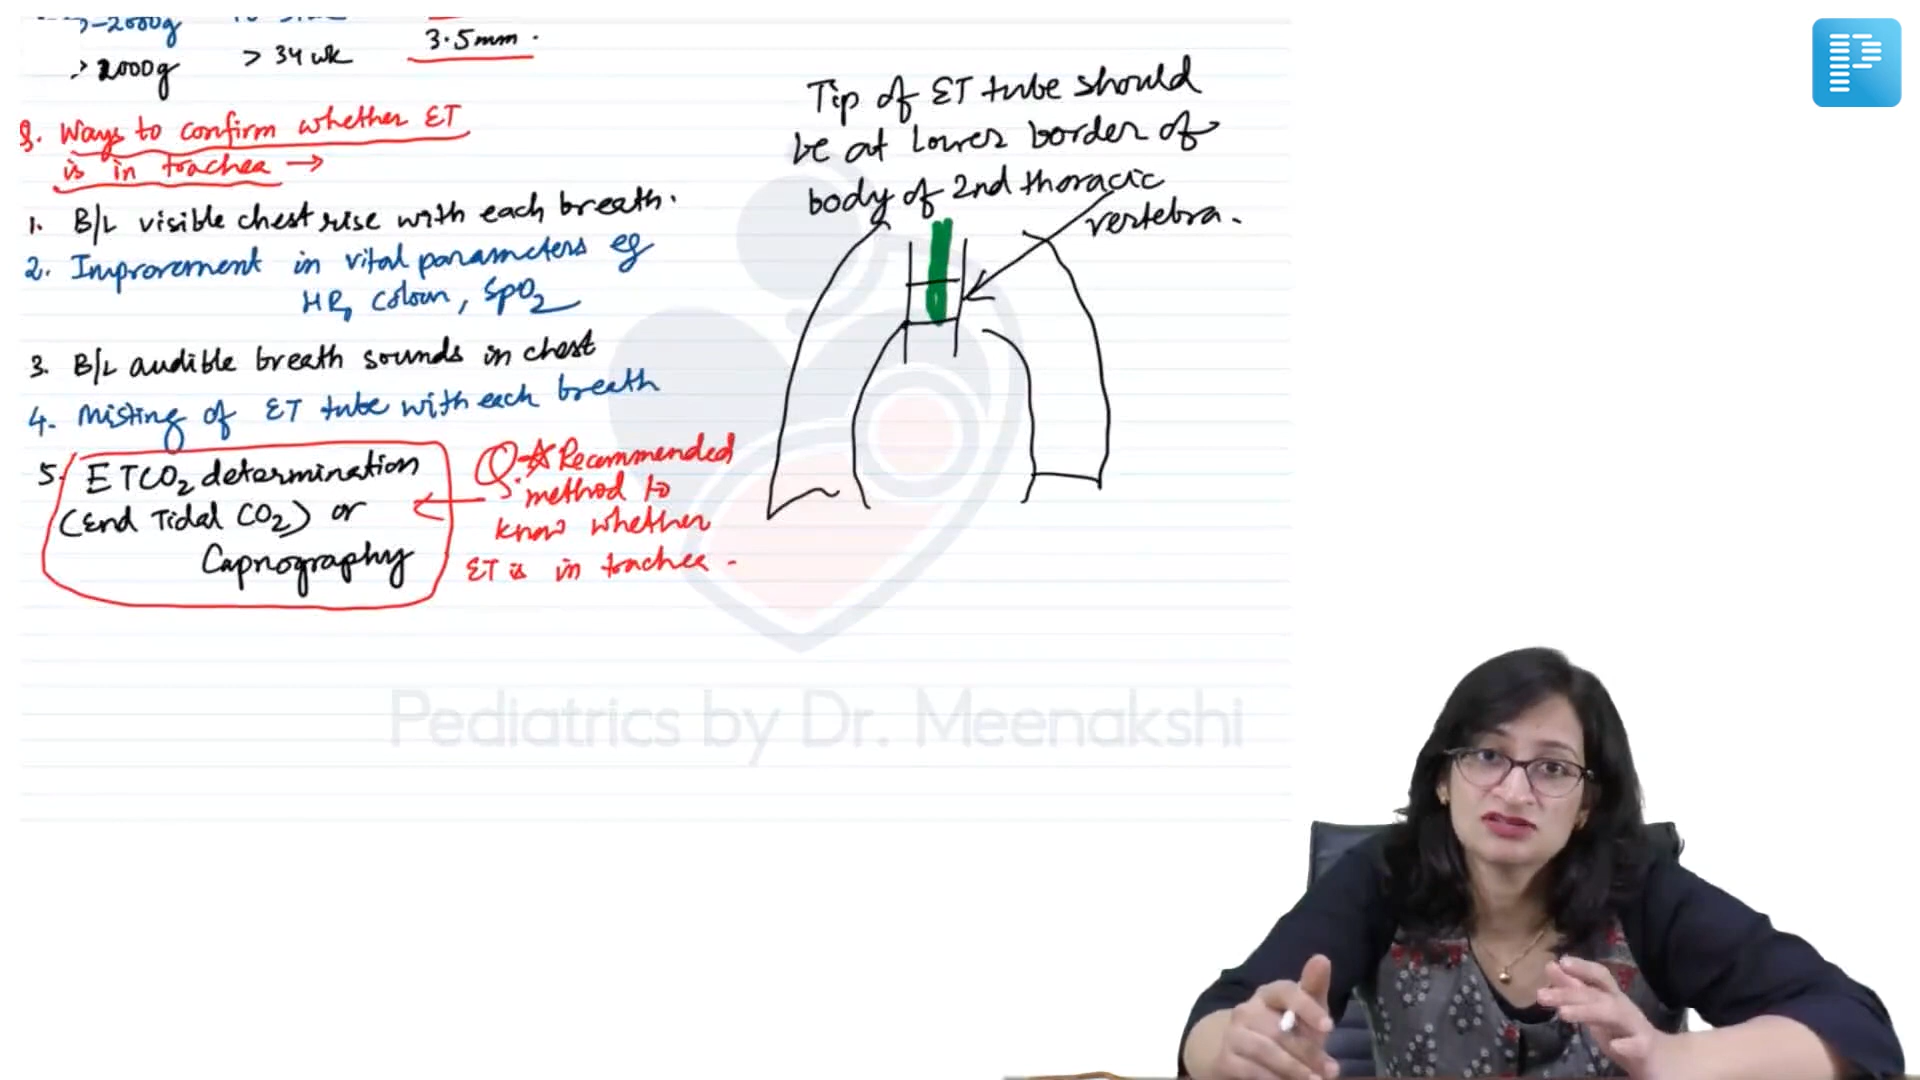 -2000g
> 2000g > 34 wk 3.5mm.
Q. Ways to confirm whether ET
is in trachea →
1. B/L visible chest rise with each breath.
2. Improvement in vital parameters eg
HR, Colour, SpO2
3. B/L audible breath sounds in chest
4. Misting of ET tube with each breath
5. ETCO2 determination
(End Tidal CO2) or
Capnography
Q. Recommended
method to
know whether
ET is in trachea.
Tip of ET tube should
be at lower border of
body of 2nd thoracic
vertebra.
Pediatrics by Dr. Meenakshi